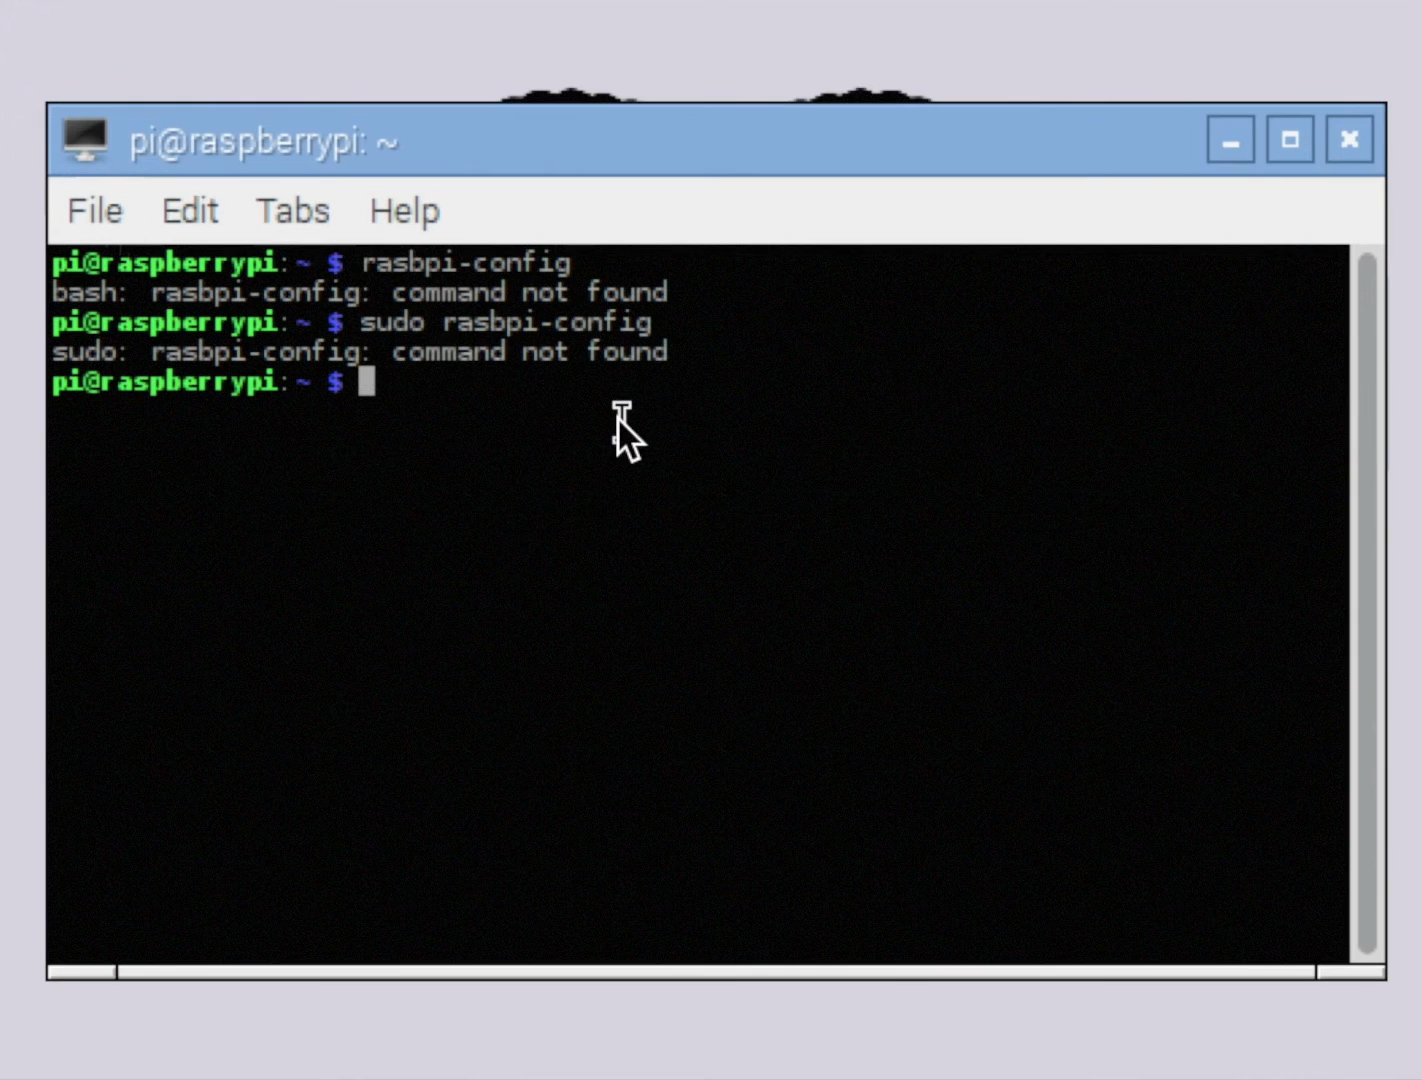 pi@raspberrypi: ~
File Edit Tabs Help
pi@raspberrypi:~ $ rasbpi-config
bash: rasbpi-config: command not found
pi@raspberrypi:~ $ sudo rasbpi-config
sudo: rasbpi-config: command not found
pi@raspberrypi:~ $